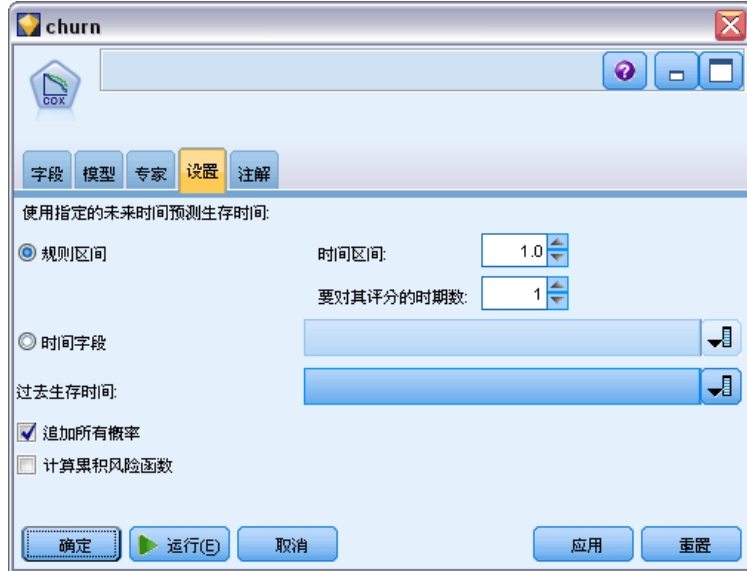 churn
COX
字段 模型 专家 设置 注解
使用指定的未来时间预测生存时间:
规则区间 时间区间: 1.0
要对其评分的时期数: 1
时间字段
过去生存时间:
追加所有概率
计算累积风险函数
确定 运行(E) 取消 应用 重置